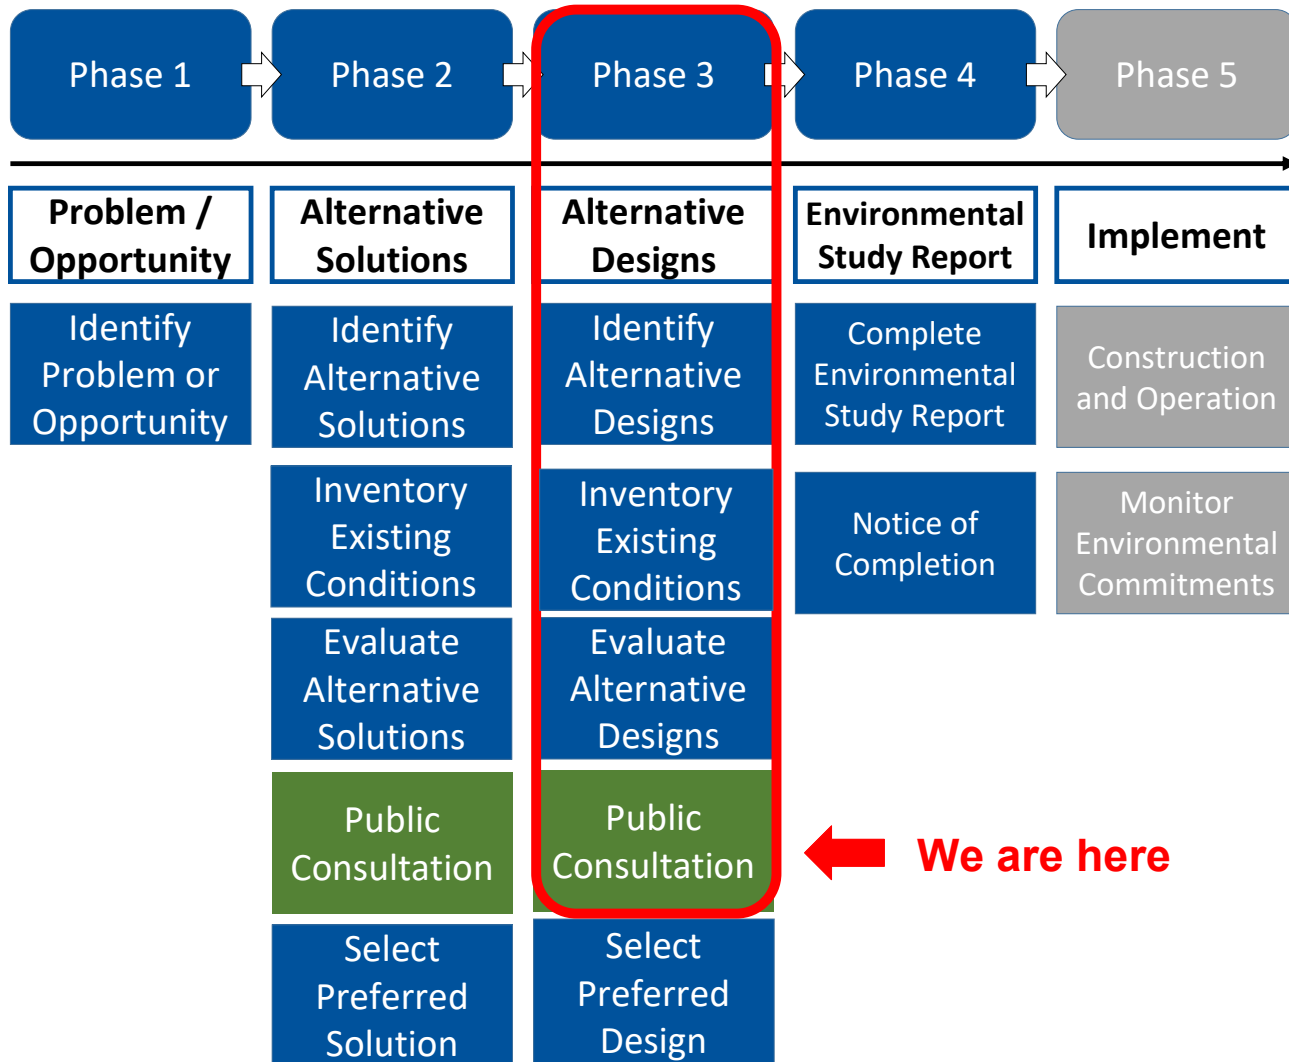 Phase 1
Phase 2
Phase 3
Phase 4
Phase 5
Problem /
Opportunity
Alternative
Solutions
Alternative
Designs
Environmental
Study Report
Implement
Identify
Problem or
Opportunity
Identify
Alternative
Solutions
Identify
Alternative
Designs
Complete
Environmental
Study Report
Construction
and Operation
Inventory
Existing
Conditions
Inventory
Existing
Conditions
Notice of
Completion
Monitor
Environmental
Commitments
Evaluate
Alternative
Solutions
Evaluate
Alternative
Designs
Public
Consultation
Public
Consultation
We are here
Select
Preferred
Solution
Select
Preferred
Design